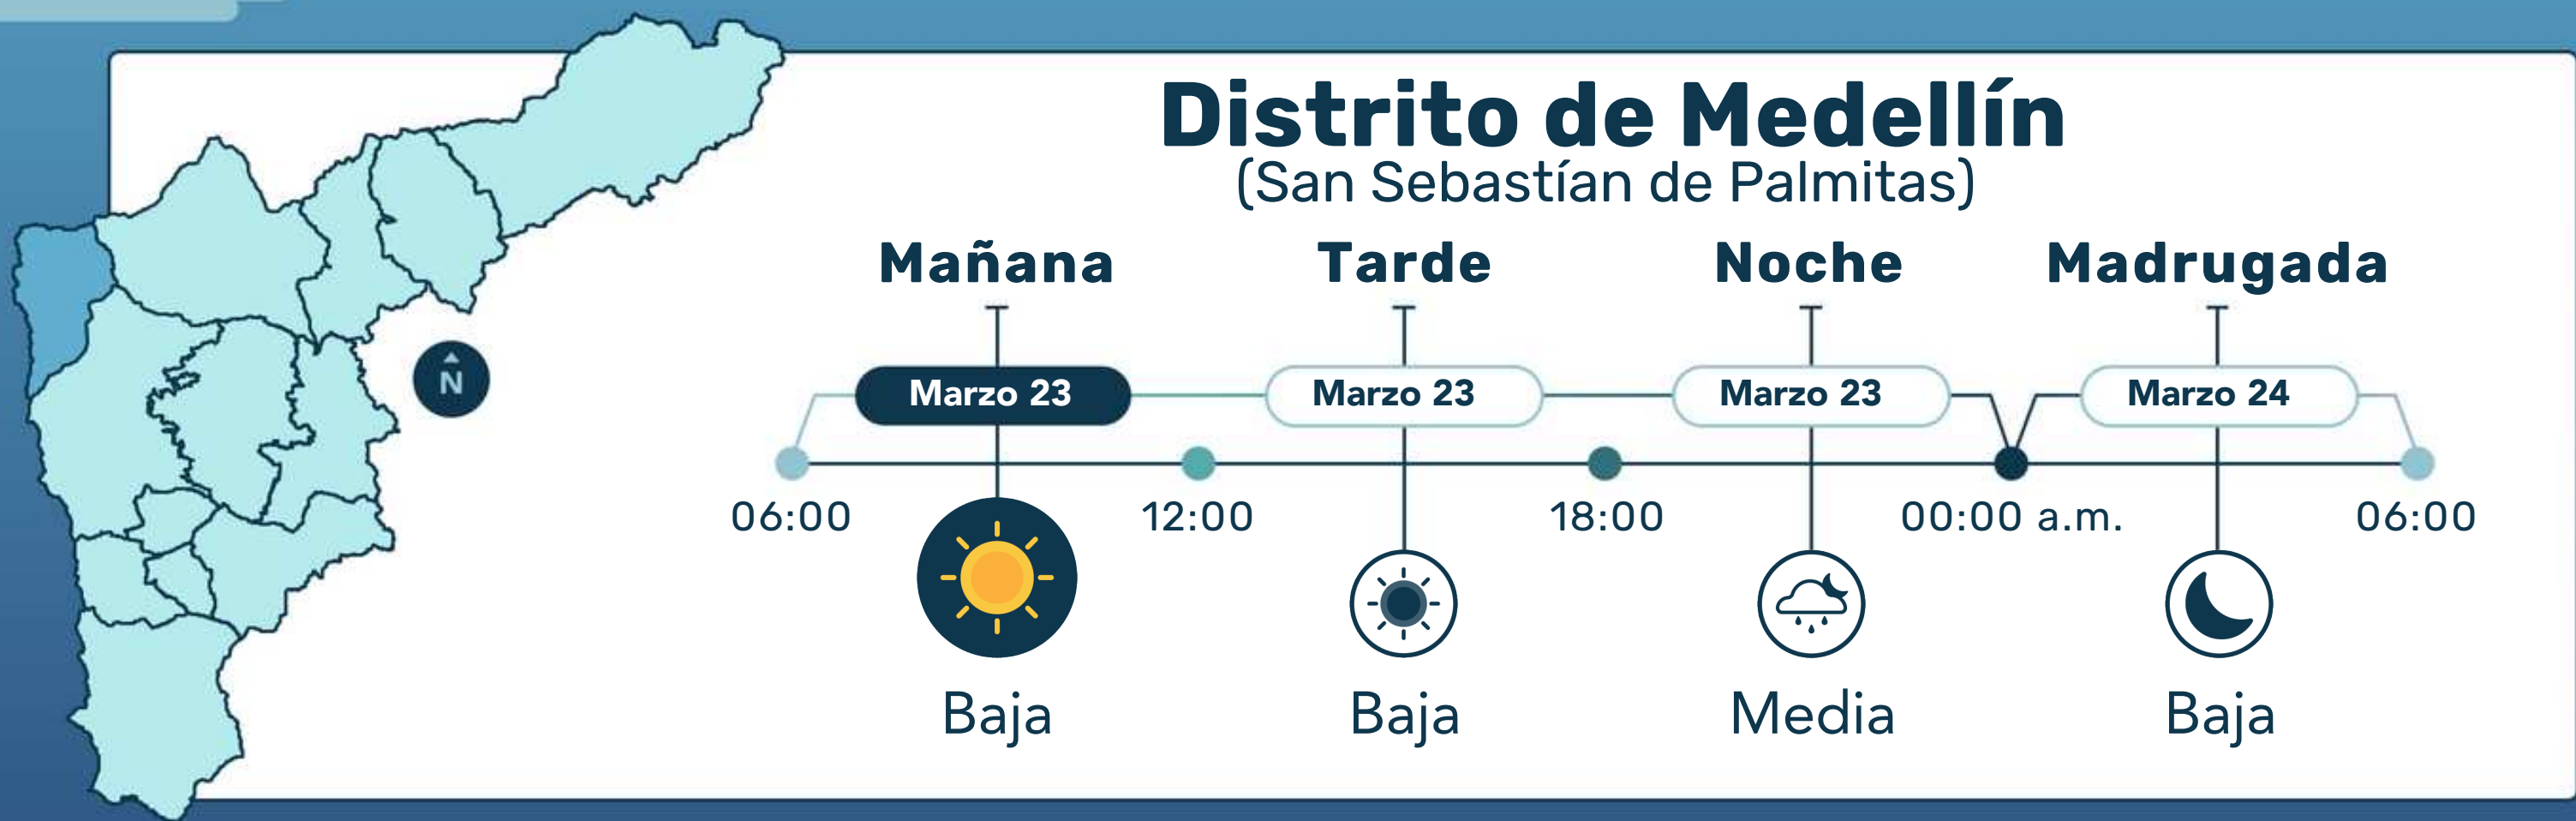 Distrito de Medellín
(San Sebastían de Palmitas)
Mañana Tarde Noche Madrugada
Marzo 23 Marzo 23 Marzo 23 Marzo 24
N
06:00 12:00 18:00 00:00 a.m. 06:00
Baja Baja Media Baja